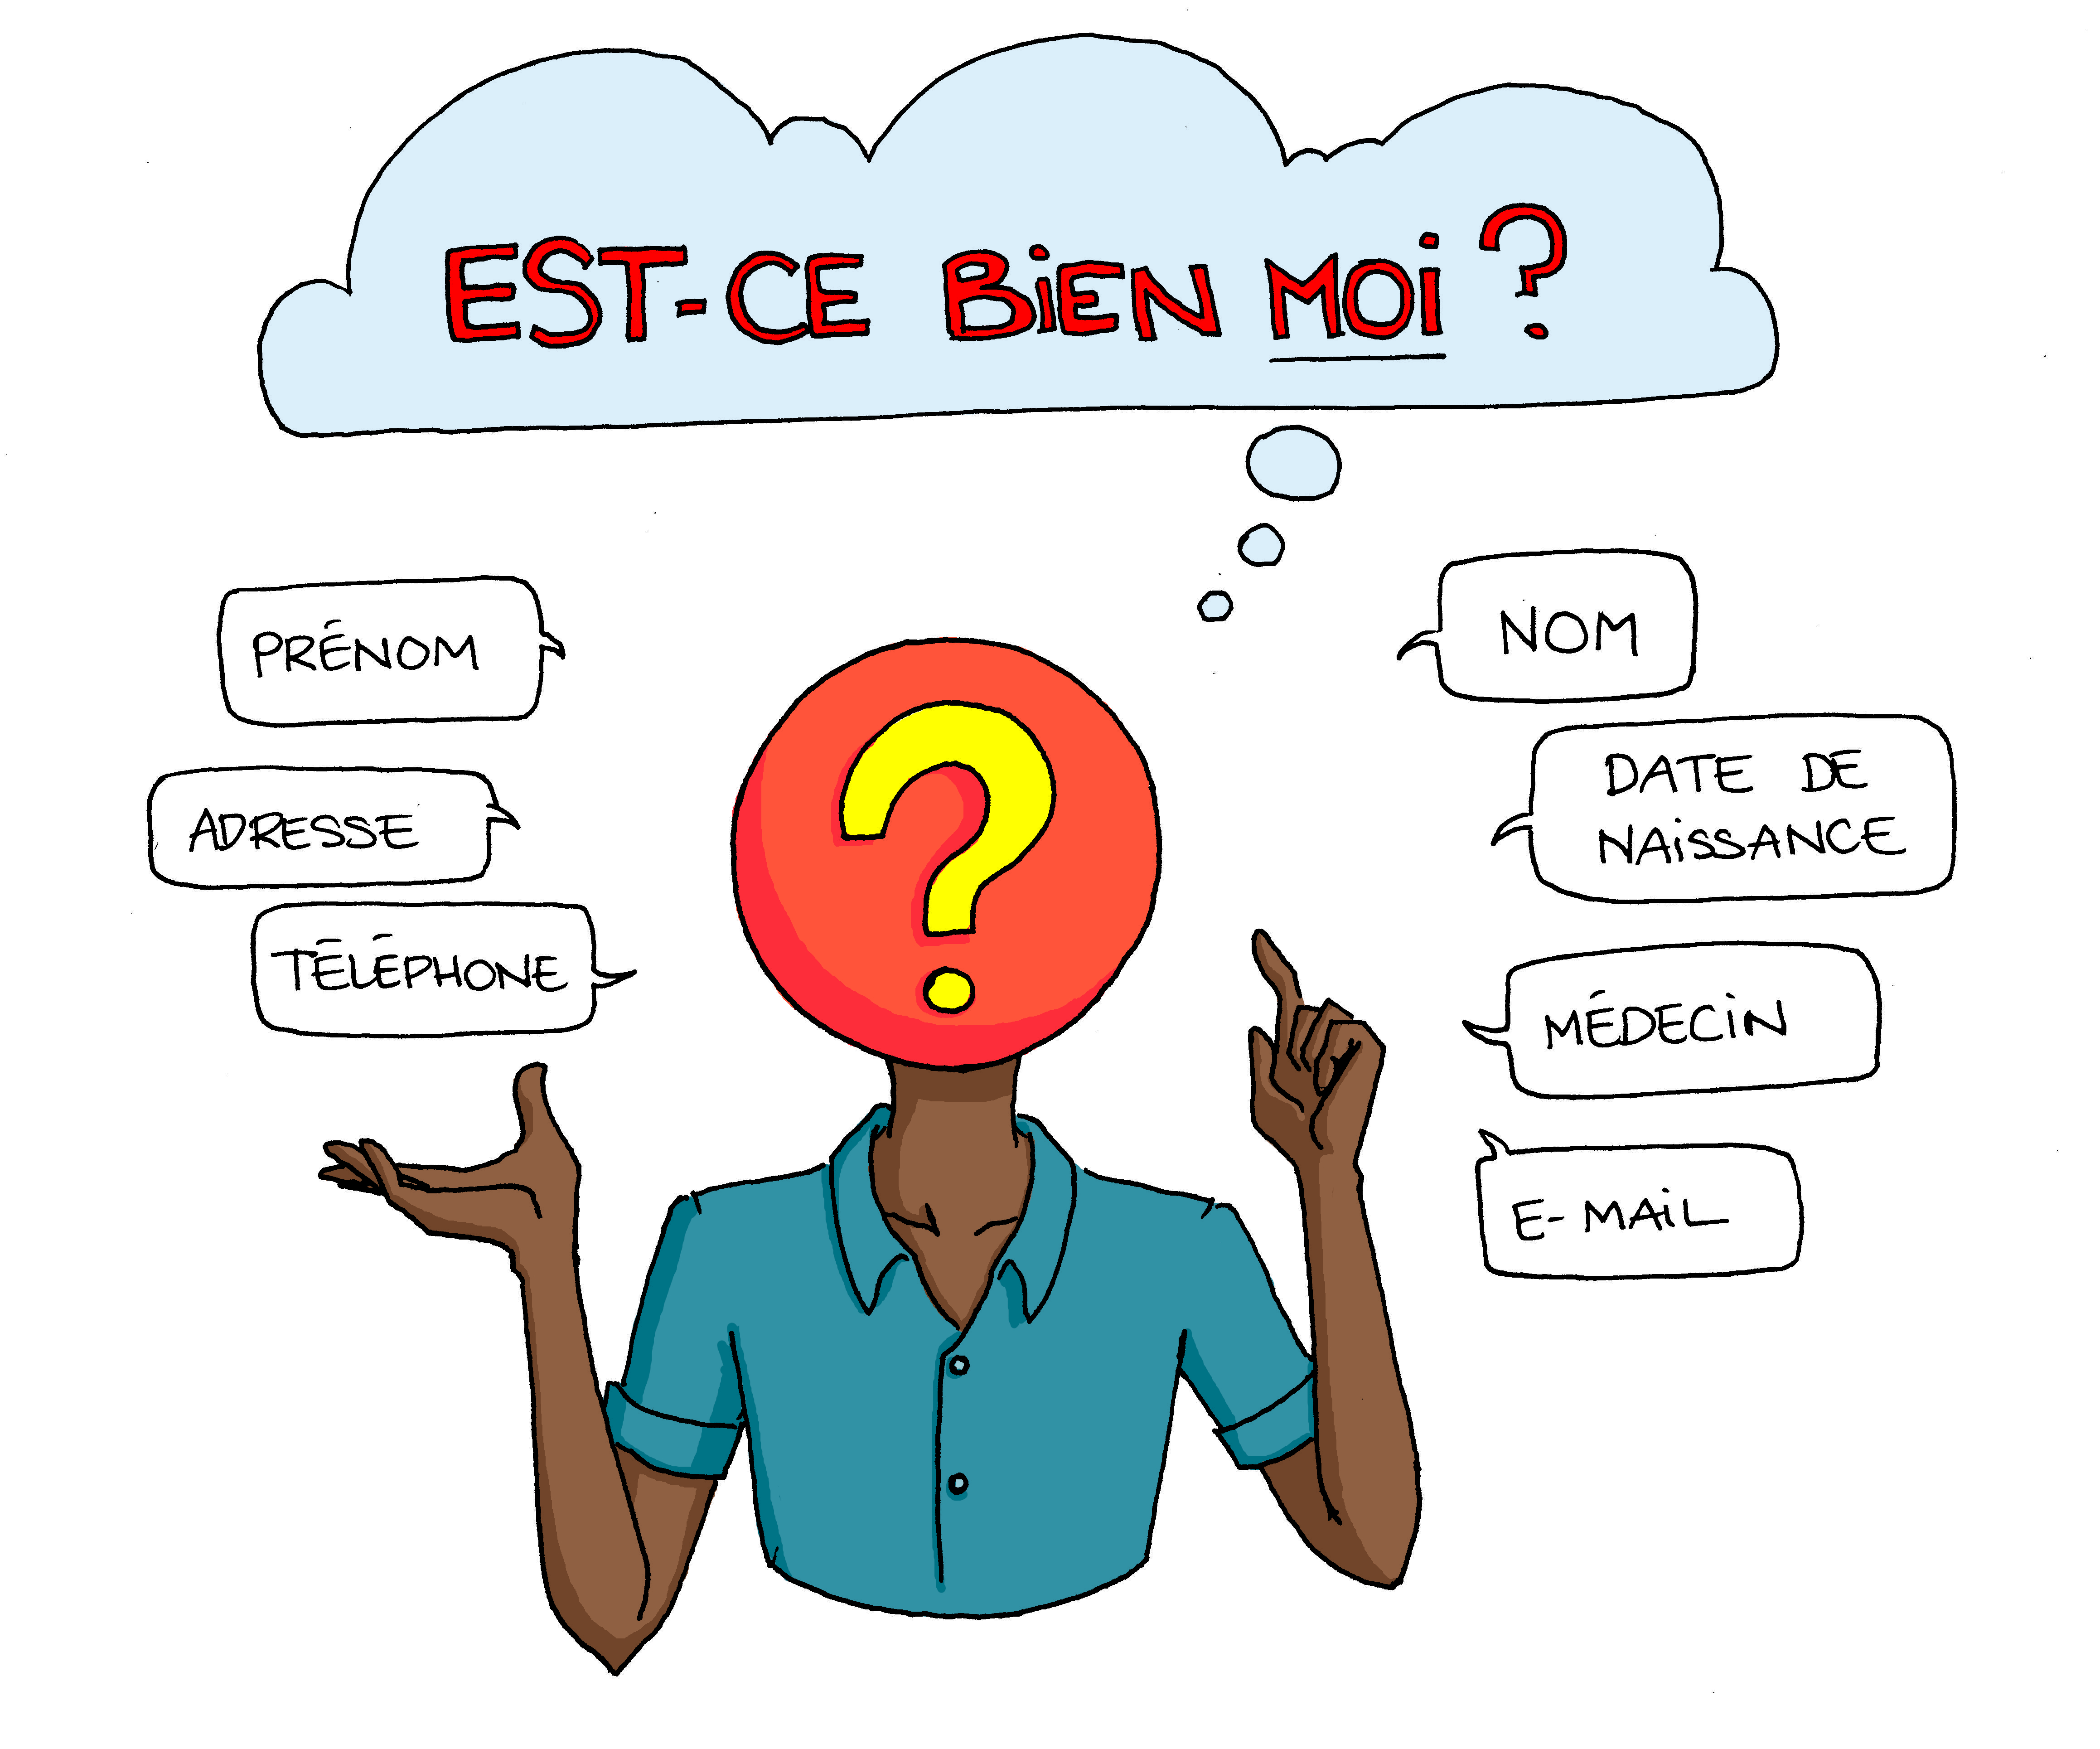 EST-CE BiEN MOi ?
PRÉNOM
NOM
ADRESSE
DATE DE
NAiSSANCE
TÉLÉPHONE
MÉDECiN
E-MAiL
?